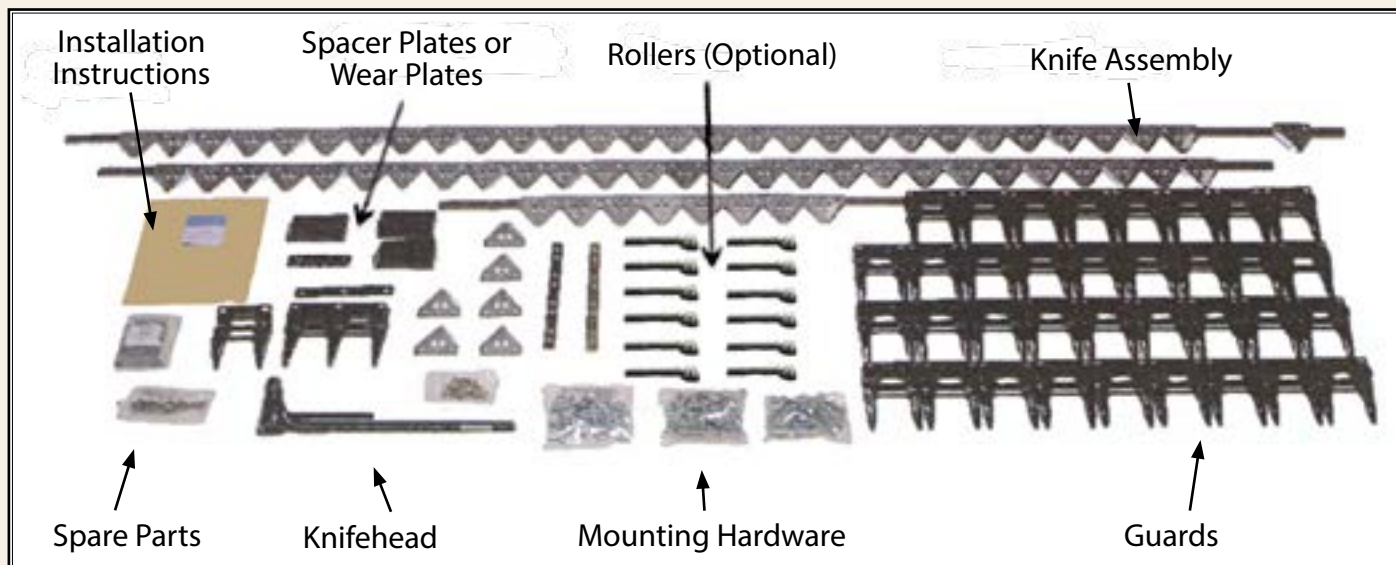 Installation
Instructions
Spacer Plates or
Wear Plates
Rollers (Optional)
Knife Assembly
Spare Parts
Knifehead
Mounting Hardware
Guards